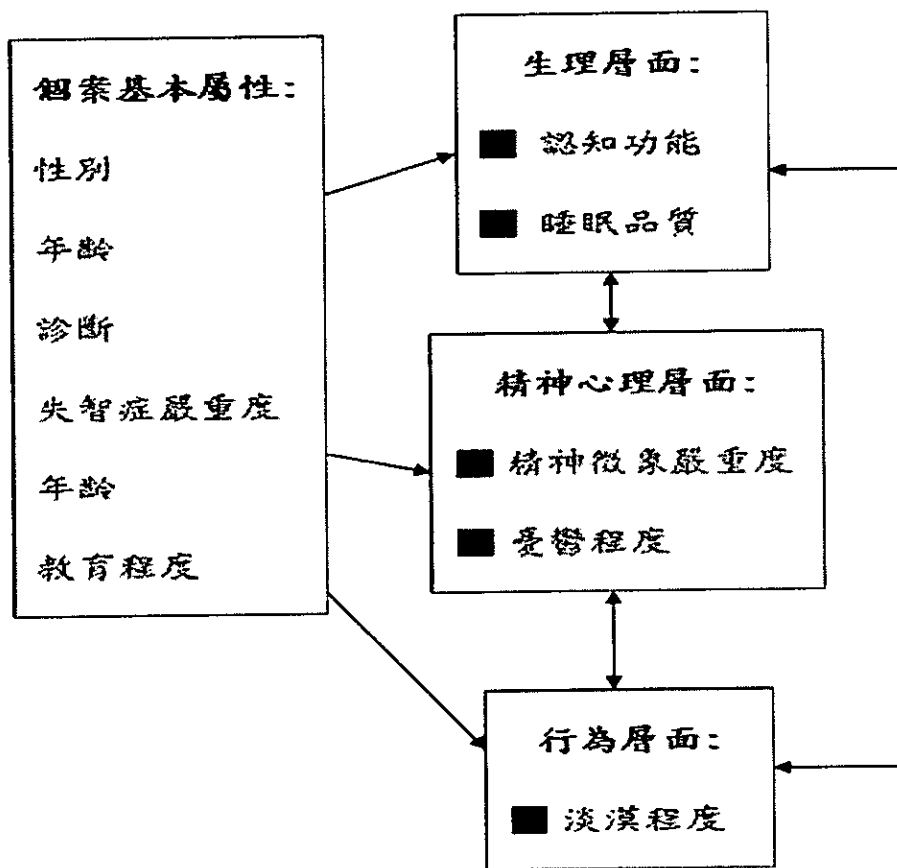 個案基本屬性：
性別
年齡
診斷
失智症嚴重度
年齡
教育程度
生理層面：
■ 認知功能
■ 睡眠品質
精神心理層面：
■ 精神徵象嚴重度
■ 憂鬱程度
行為層面：
■ 淡漠程度